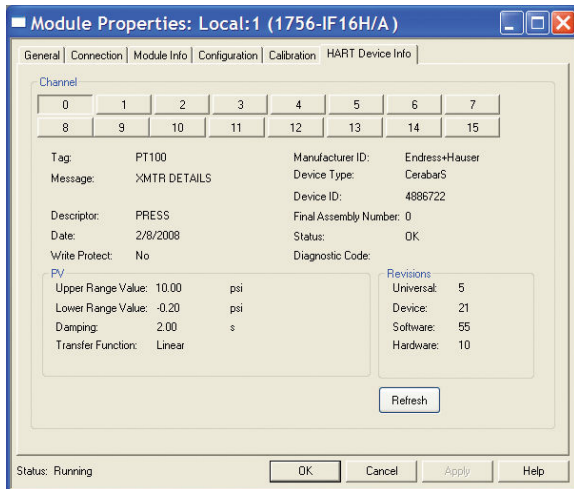 Module Properties: Local:1 (1756-IF16H/A)
General Connection Module Info Configuration Calibration HART Device Info
Channel
0 1 2 3 4 5 6 7
8 9 10 11 12 13 14 15
Tag: PT100 Manufacturer ID: Endress+Hauser
Message: XMTR DETAILS Device Type: CerabarS
Device ID: 4886722
Descriptor: PRESS Final Assembly Number: 0
Date: 2/8/2008 Status: OK
Write Protect: No Diagnostic Code:
PV Revisions
Upper Range Value: 10.00 psi Universal: 5
Lower Range Value: -0.20 psi Device: 21
Damping: 2.00 s Software: 55
Transfer Function: Linear Hardware: 10
Refresh
Status: Running OK Cancel Apply Help